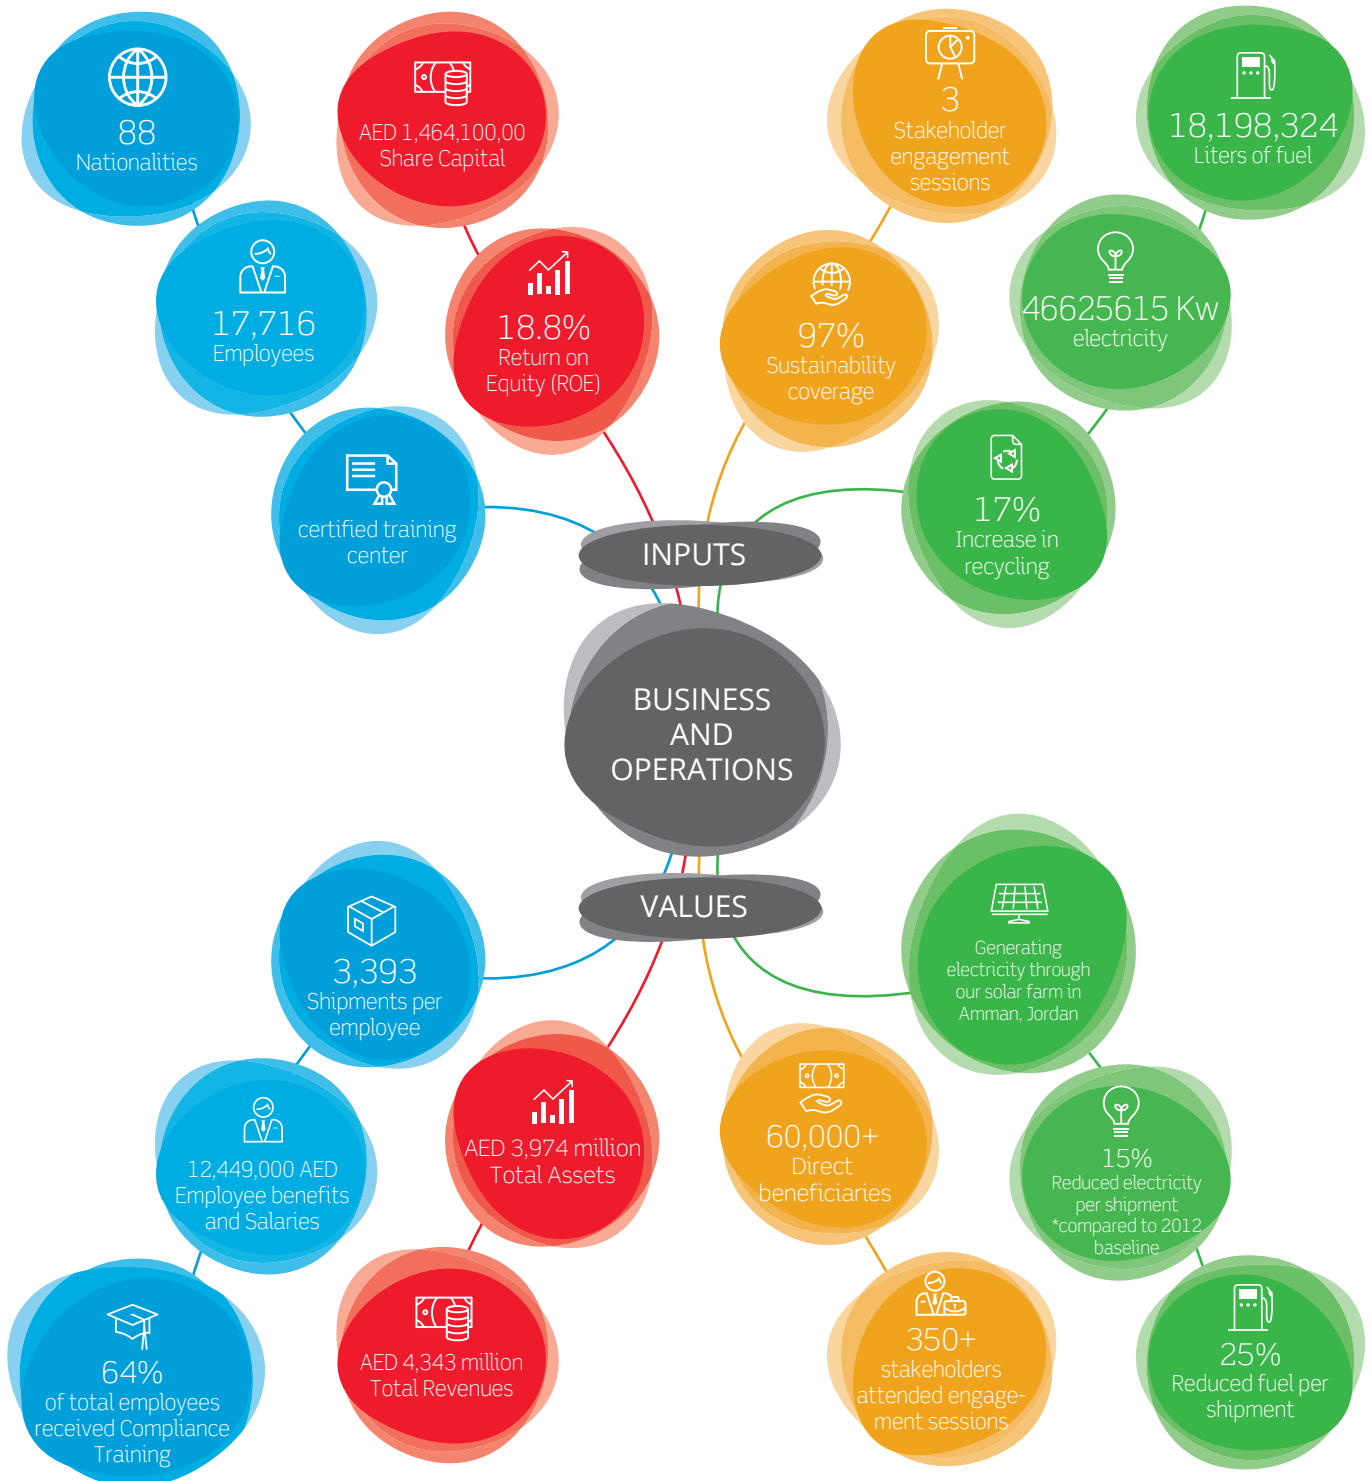 88
Nationalities
17,716
Employees
certified training
center
AED 1,464,100,00
Share Capital
18.8%
Return on
Equity (ROE)
3
Stakeholder
engagement
sessions
97%
Sustainability
coverage
18,198,324
Liters of fuel
46625615 Kw
electricity
17%
Increase in
recycling
INPUTS
BUSINESS
AND
OPERATIONS
VALUES
3,393
Shipments per
employee
12,449,000 AED
Employee benefits
and Salaries
64%
of total employees
received Compliance
Training
AED 3,974 million
Total Assets
AED 4,343 million
Total Revenues
60,000+
Direct
beneficiaries
350+
stakeholders
attended engage-
ment sessions
Generating
electricity through
our solar farm in
Amman, Jordan
15%
Reduced electricity
per shipment
*compared to 2012
baseline
25%
Reduced fuel per
shipment